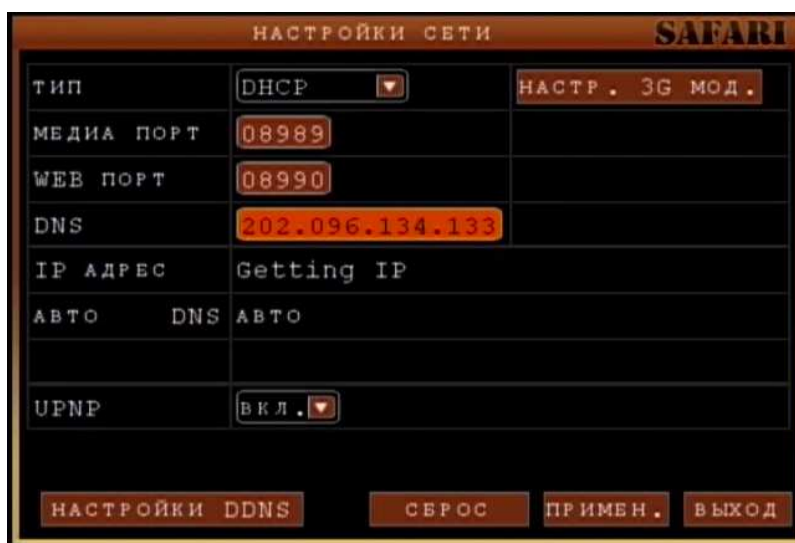 НАСТРОЙКИ СЕТИ SAFARI
ТИП DHCP НАСТР. 3G МОД.
МЕДИА ПОРТ 08989
WEB ПОРТ 08990
DNS 202.096.134.133
IP АДРЕС Getting IP
АВТО DNS АВТО
UPNP ВКЛ.
НАСТРОЙКИ DDNS СБРОС ПРИМЕН. ВЫХОД